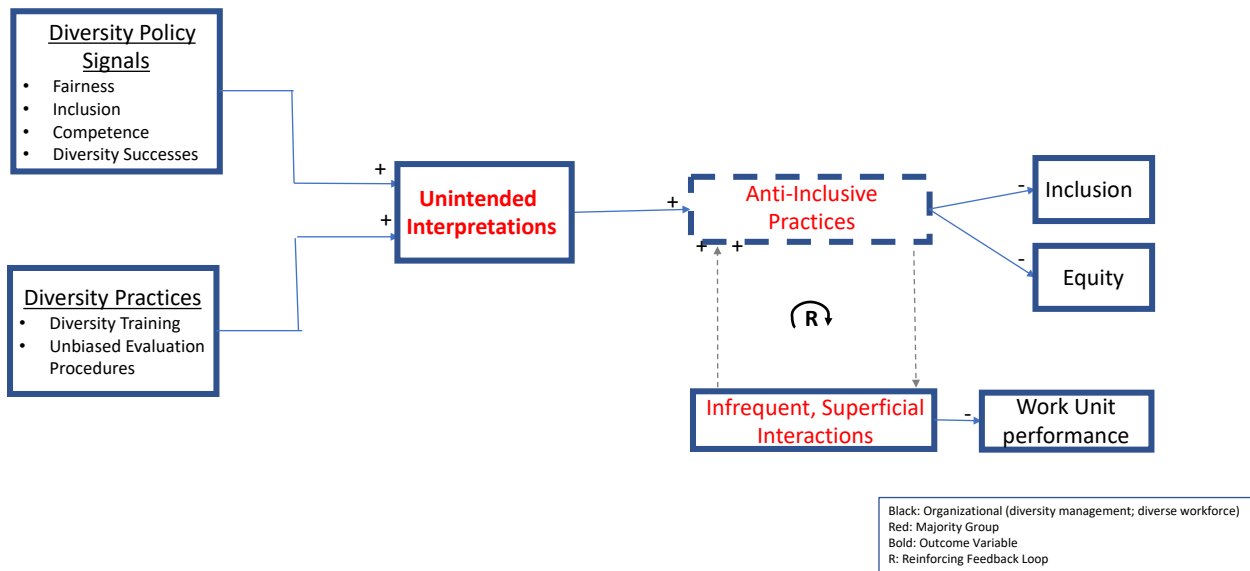 Diversity Policy
Signals
• Fairness
• Inclusion
• Competence
• Diversity Successes
Diversity Practices
• Diversity Training
• Unbiased Evaluation
Procedures
+
+
Unintended
Interpretations
+
Anti-Inclusive
Practices
+ +
R
Infrequent, Superficial
Interactions
-
Inclusion
-
Equity
-
Work Unit
performance
Black: Organizational (diversity management; diverse workforce)
Red: Majority Group
Bold: Outcome Variable
R: Reinforcing Feedback Loop